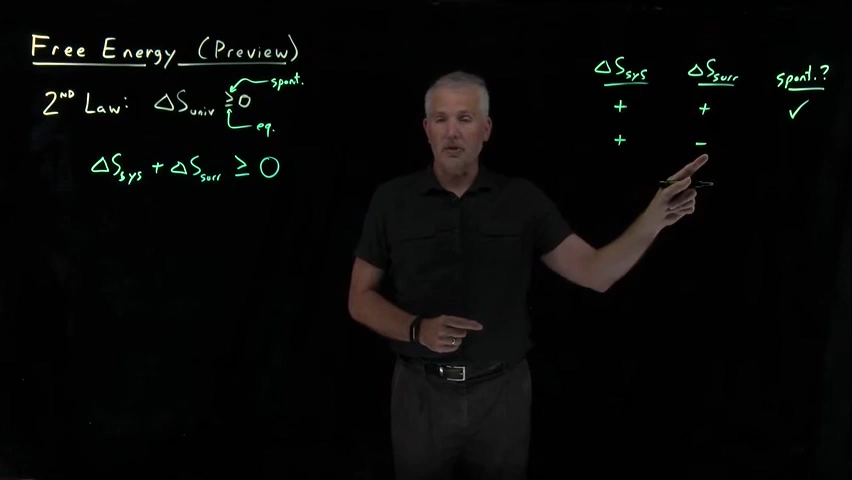 Free Energy (Preview)
2ND Law: ΔSuniv ≥ 0
spont.
eq.
ΔSsys + ΔSsurr ≥ 0
ΔSsys ΔSsurr spont.?
+ + ✓
+ -